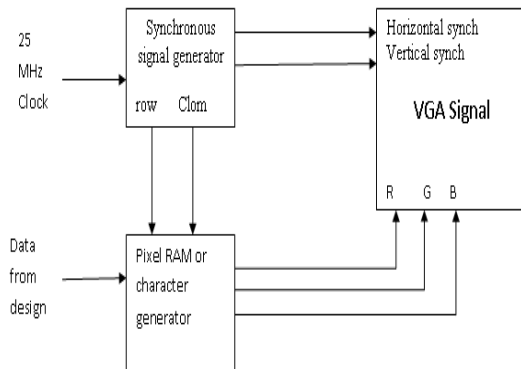 25
MHz
Clock
Synchronous
signal generator
row Clom
Horizontal synch
Vertical synch
VGA Signal
R G B
Data
from
design
Pixel RAM or
character
generator